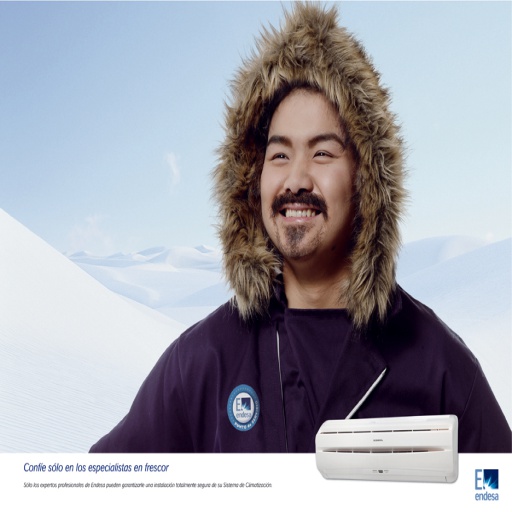 endesa
Confíe sólo en los especialistas en frescor
Sólo los expertos profesionales de Endesa pueden garantizarle una instalación totalmente segura de su Sistema de Climatización.
endesa